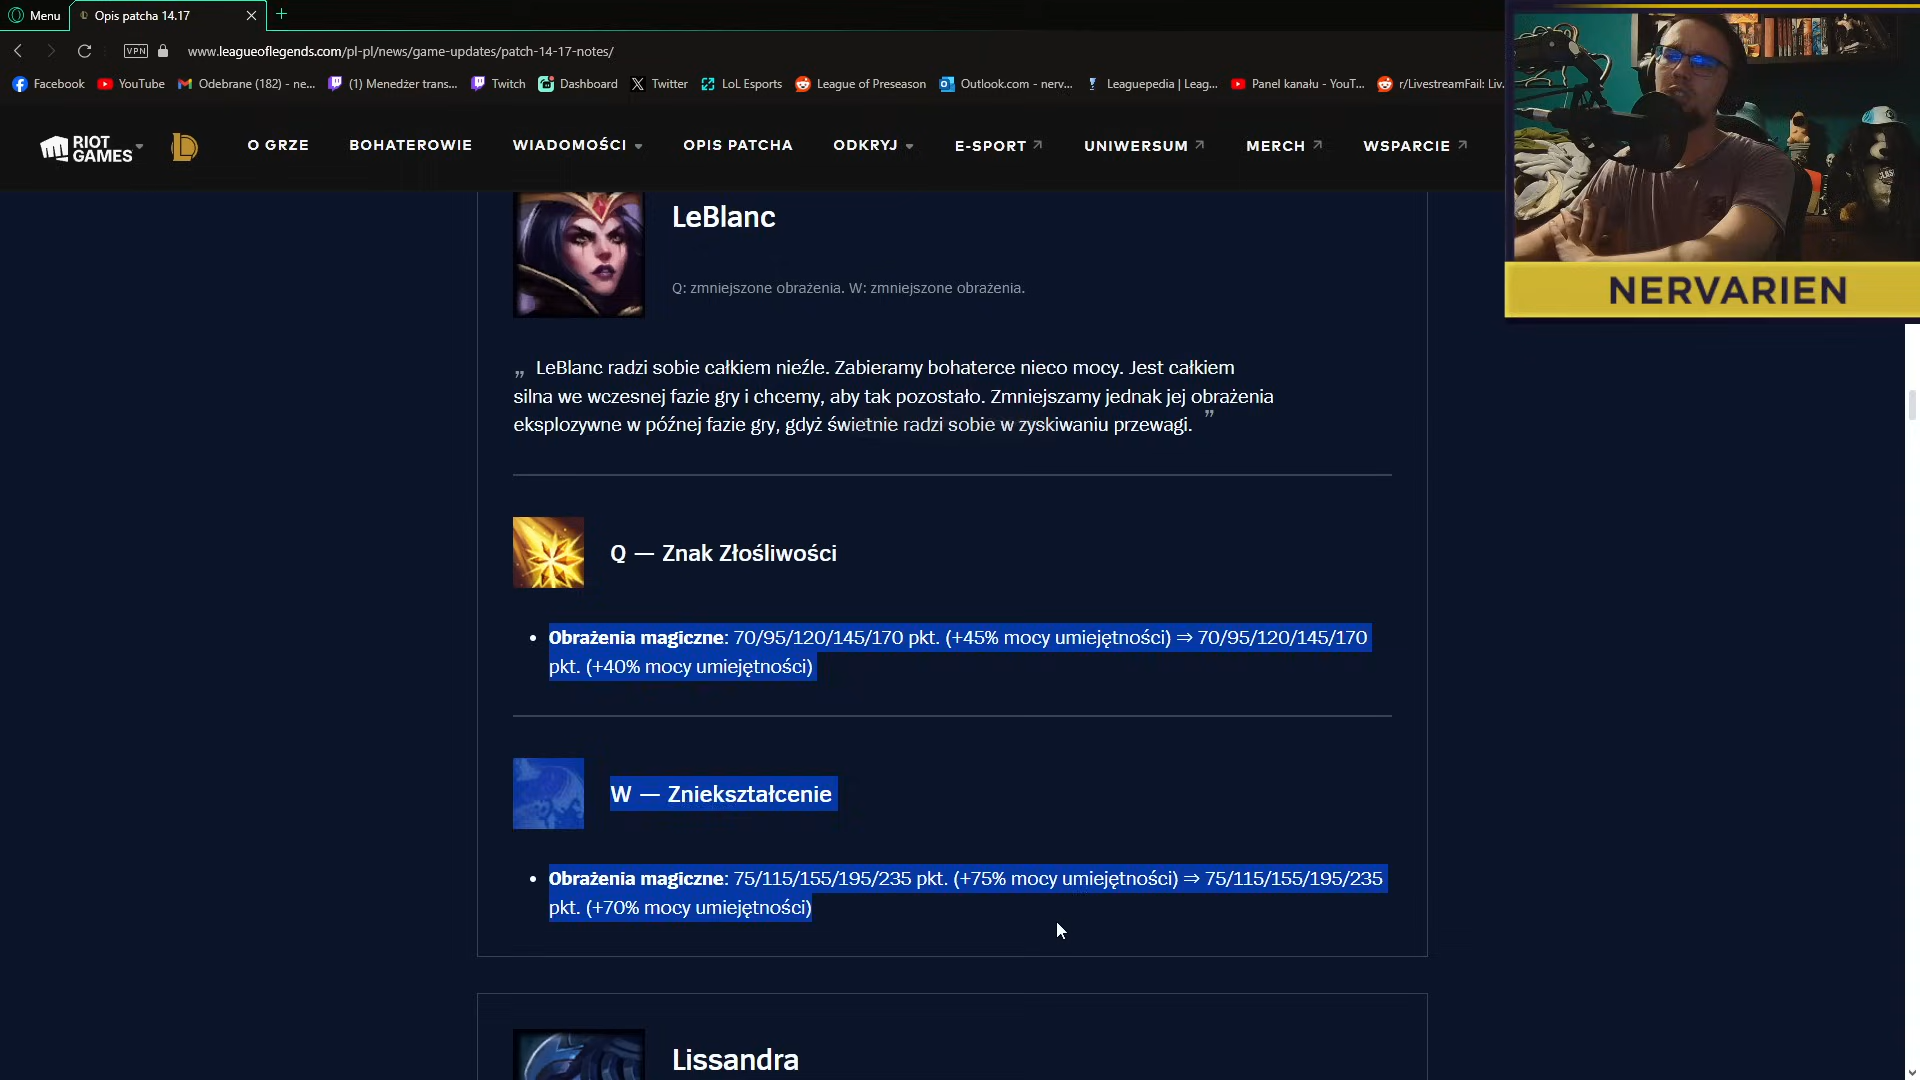 Menu
Opis patcha 14.17
VPN
www.leagueoflegends.com/pl-pl/news/game-updates/patch-14-17-notes/
Facebook
YouTube
Odebrane (182) - ne...
(1) Menedżer trans...
Twitch
Dashboard
Twitter
LoL Esports
League of Preseason
Outlook.com - nerv...
Leaguepedia | Leag...
Panel kanału - YouT...
r/LivestreamFail: Liv...
RIOT GAMES
O GRZE
BOHATEROWIE
WIADOMOŚCI
OPIS PATCHA
ODKRYJ
E-SPORT
UNIWERSUM
MERCH
WSPARCIE
NERVARIEN
LeBlanc
Q: zmniejszone obrażenia. W: zmniejszone obrażenia.
„ LeBlanc radzi sobie całkiem nieźle. Zabieramy bohaterce nieco mocy. Jest całkiem
silna we wczesnej fazie gry i chcemy, aby tak pozostało. Zmniejszamy jednak jej obrażenia
eksplozywne w późnej fazie gry, gdyż świetnie radzi sobie w zyskiwaniu przewagi. ”
Q — Znak Złośliwości
• Obrażenia magiczne: 70/95/120/145/170 pkt. (+45% mocy umiejętności) ⇒ 70/95/120/145/170
pkt. (+40% mocy umiejętności)
W — Zniekształcenie
• Obrażenia magiczne: 75/115/155/195/235 pkt. (+75% mocy umiejętności) ⇒ 75/115/155/195/235
pkt. (+70% mocy umiejętności)
Lissandra